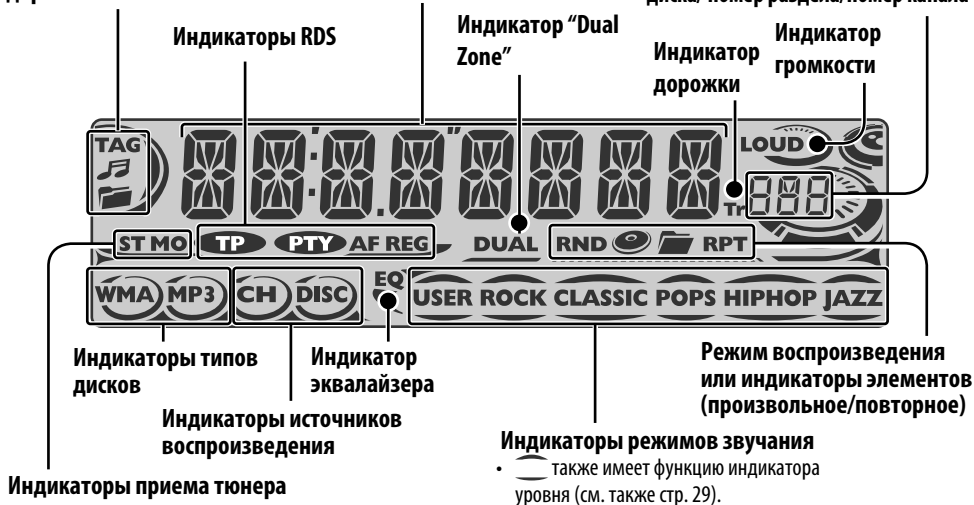 Индикаторы RDS
Индикатор “Dual
Zone”
Индикатор
дорожки
Индикатор
громкости
TAG
LOUD
Tr
ST MO TP PTY AF REG DUAL RND RPT
WMA MP3 CH DISC EQ USER ROCK CLASSIC POPS HIPHOP JAZZ
Индикаторы типов
дисков
Индикатор
эквалайзера
Режим воспроизведения
или индикаторы элементов
(произвольное/повторное)
Индикаторы источников
воспроизведения
Индикаторы режимов звучания
• также имеет функцию индикатора
уровня (см. также стр. 29).
Индикаторы приема тюнера